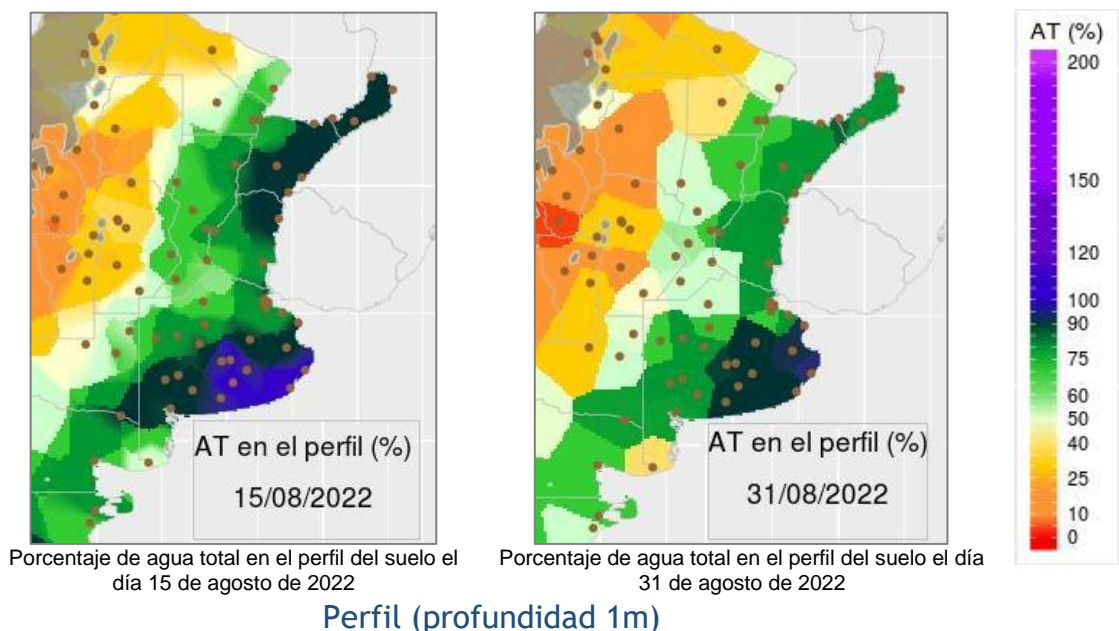 AT (%)
200
150
120
100
90
75
60
50
40
25
10
0
AT en el perfil (%)
15/08/2022
AT en el perfil (%)
31/08/2022
Porcentaje de agua total en el perfil del suelo el
día 15 de agosto de 2022
Porcentaje de agua total en el perfil del suelo el día
31 de agosto de 2022
Perfil (profundidad 1m)